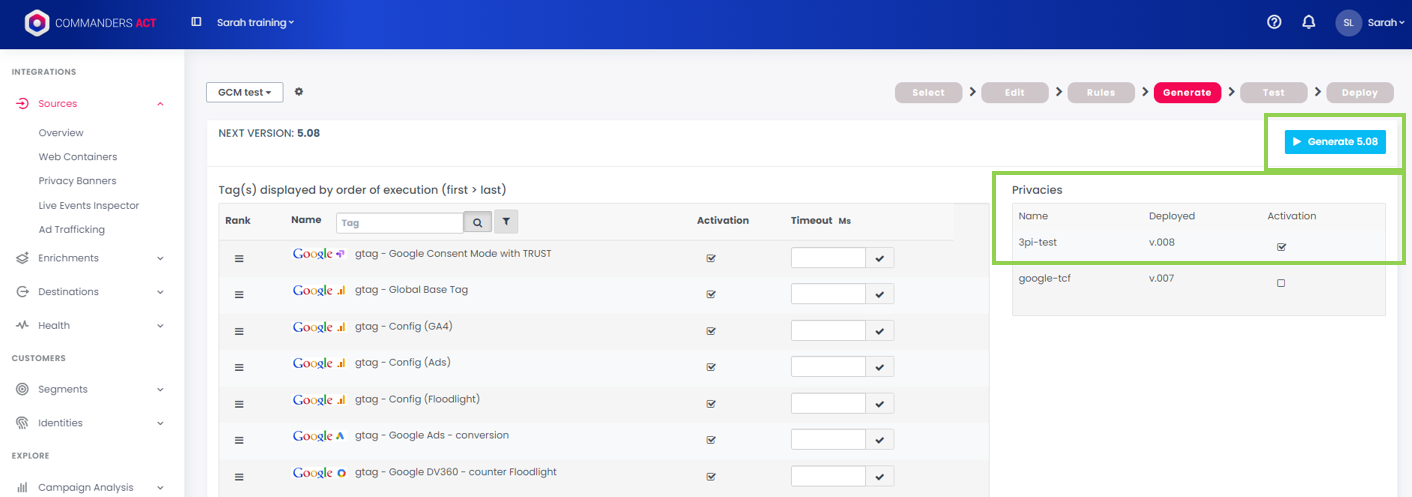 COMMANDERS ACT
Sarah training
SL
Sarah
INTEGRATIONS
Sources
Overview
Web Containers
Privacy Banners
Live Events Inspector
Ad Trafficking
Enrichments
Destinations
Health
CUSTOMERS
Segments
Identities
EXPLORE
Campaign Analysis
GCM test
Select
Edit
Rules
Generate
Test
Deploy
NEXT VERSION: 5.08
Generate 5.08
Tag(s) displayed by order of execution (first > last)
Rank Name Tag Activation Timeout Ms
Google gtag - Google Consent Mode with TRUST
Google gtag - Global Base Tag
Google gtag - Config (GA4)
Google gtag - Config (Ads)
Google gtag - Config (Floodlight)
Google gtag - Google Ads - conversion
Google gtag - Google DV360 - counter Floodlight
Privacies
Name Deployed Activation
3pi-test v.008
google-tcf v.007